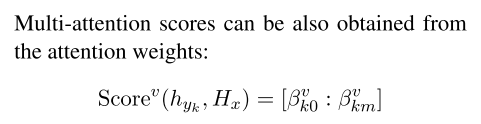 Multi-attention scores can be also obtained from
the attention weights:
Score^v(h_{y_k}, H_x) = [β^v_{k0} : β^v_{km}]